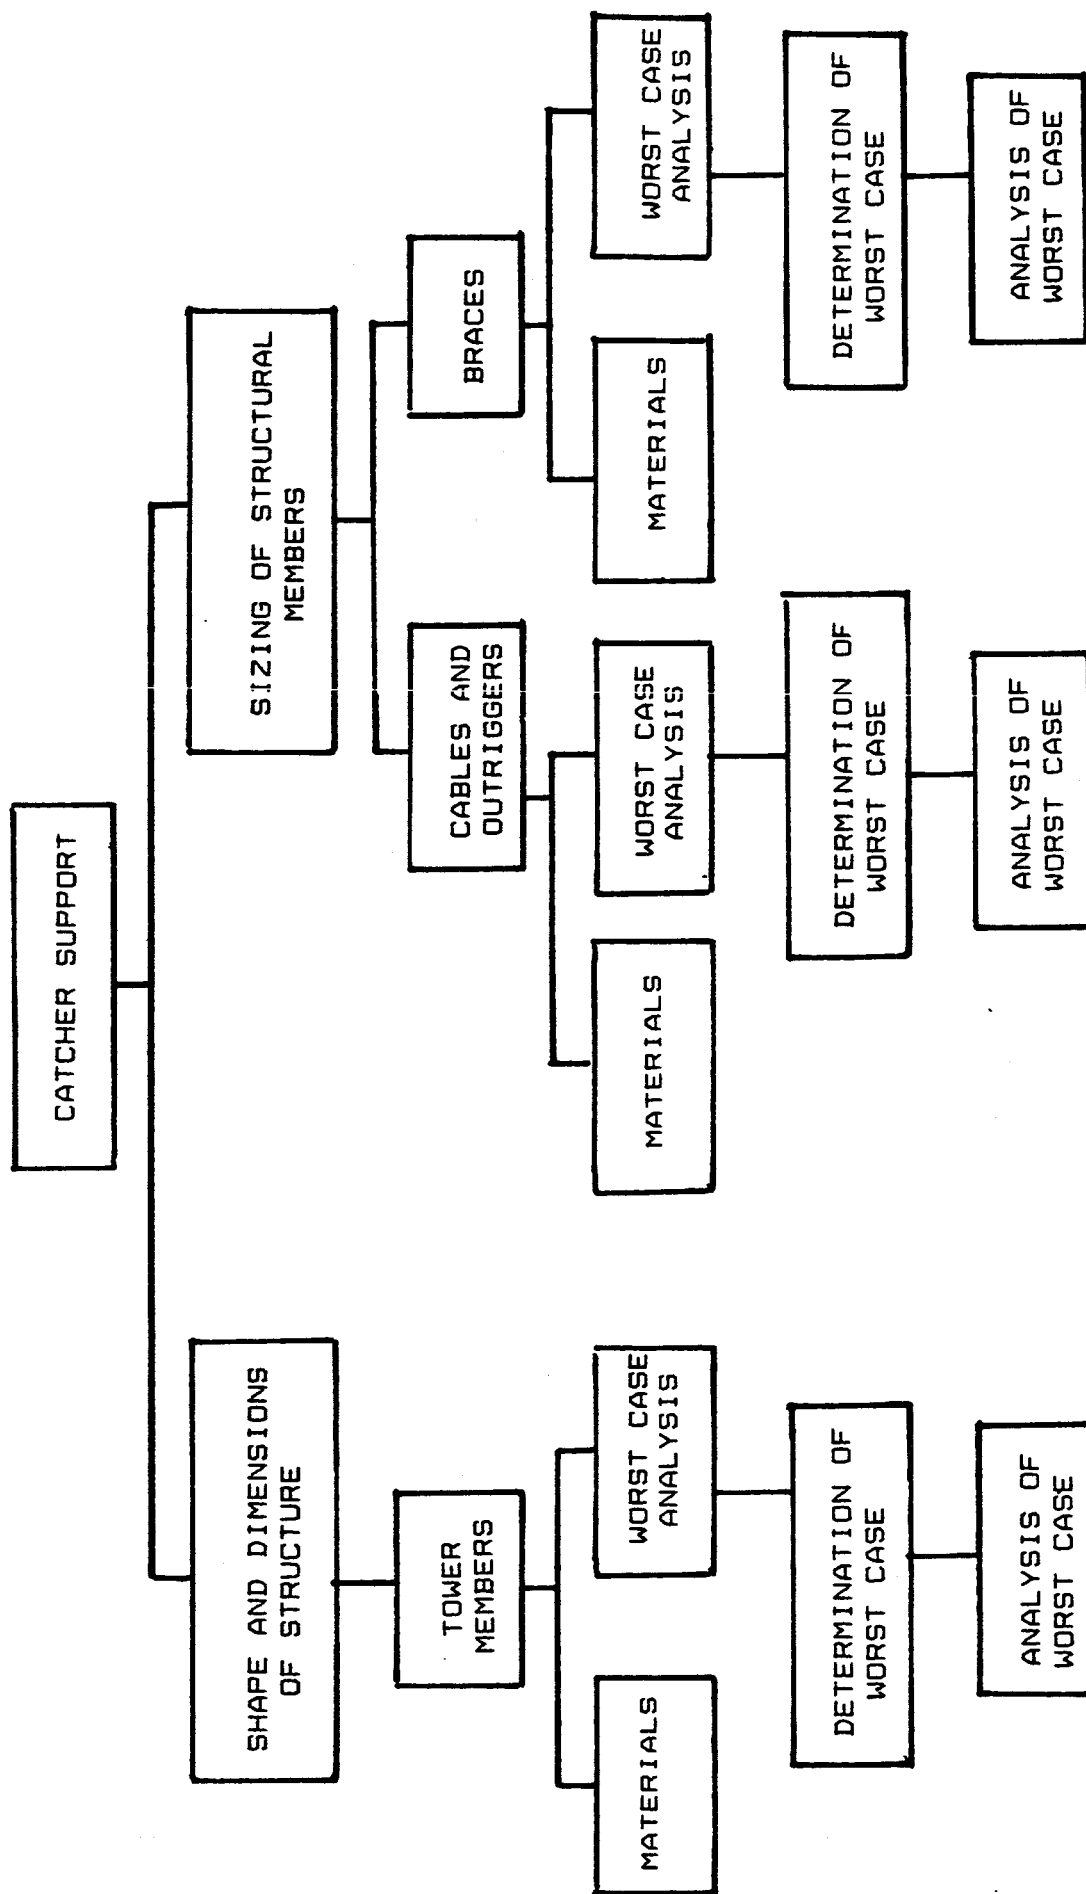 CATCHER SUPPORT
SHAPE AND DIMENSIONS
OF STRUCTURE
SIZING OF STRUCTURAL
MEMBERS
TOWER
MEMBERS
CABLES AND
OUTRIGGERS
BRACES
MATERIALS
WORST CASE
ANALYSIS
MATERIALS
WORST CASE
ANALYSIS
MATERIALS
WORST CASE
ANALYSIS
DETERMINATION OF
WORST CASE
DETERMINATION OF
WORST CASE
DETERMINATION OF
WORST CASE
ANALYSIS OF
WORST CASE
ANALYSIS OF
WORST CASE
ANALYSIS OF
WORST CASE